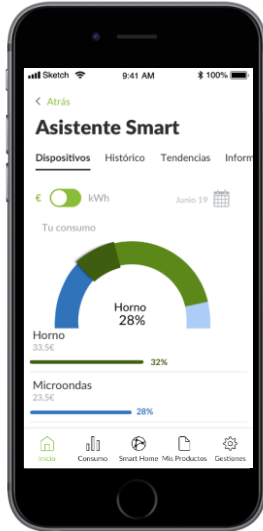 Sketch 9:41 AM 100%
Atrás
Asistente Smart
Dispositivos Histórico Tendencias Inform
€ kWh Junio 19
Tu consumo
Horno
28%
Horno
33,5€
32%
Microondas
23,5€
28%
Inicio Consumo Smart Home Mis Productos Gestiones